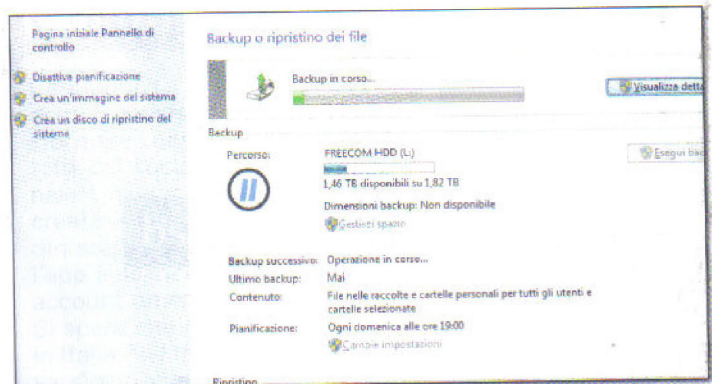 Pagina iniziale Pannello di
controllo
Disattiva pianificazione
Crea un'immagine del sistema
Crea un disco di ripristino del
sistema
Backup o ripristino dei file
Backup in corso...
Visualizza detta
Backup
Percorso:
FREECOM HDD (L:)
Esegui bac
1,46 TB disponibili su 1,82 TB
Dimensioni backup: Non disponibile
Gestisci spazio
Backup successivo: Operazione in corso...
Ultimo backup: Mai
Contenuto: File nelle raccolte e cartelle personali per tutti gli utenti e
cartelle selezionate
Pianificazione: Ogni domenica alle ore 19:00
Cambia impostazioni
Ripristino